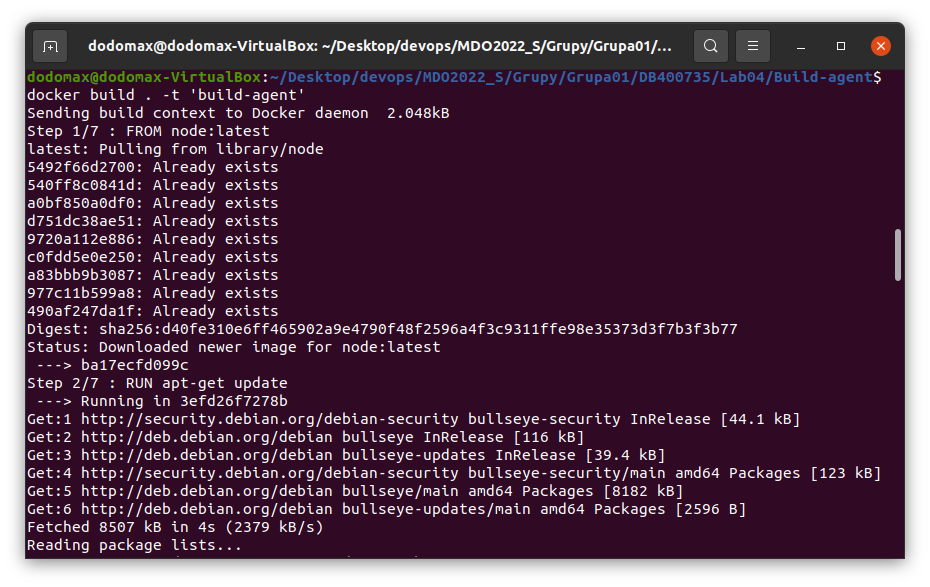 dodomax@dodomax-VirtualBox: ~/Desktop/devops/MDO2022_S/Grupy/Grupa01/...
dodomax@dodomax-VirtualBox:~/Desktop/devops/MDO2022_S/Grupy/Grupa01/DB400735/Lab04/Build-agent$
docker build . -t 'build-agent'
Sending build context to Docker daemon  2.048kB
Step 1/7 : FROM node:latest
latest: Pulling from library/node
5492f66d2700: Already exists
540ff8c0841d: Already exists
a0bf850a0df0: Already exists
d751dc38ae51: Already exists
9720a112e886: Already exists
c0fdd5e0e250: Already exists
a83bbb9b3087: Already exists
977c11b599a8: Already exists
490af247da1f: Already exists
Digest: sha256:d40fe310e6ff465902a9e4790f48f2596a4f3c9311ffe98e35373d3f7b3f3b77
Status: Downloaded newer image for node:latest
 ---> ba17ecfd099c
Step 2/7 : RUN apt-get update
 ---> Running in 3efd26f7278b
Get:1 http://security.debian.org/debian-security bullseye-security InRelease [44.1 kB]
Get:2 http://deb.debian.org/debian bullseye InRelease [116 kB]
Get:3 http://deb.debian.org/debian bullseye-updates InRelease [39.4 kB]
Get:4 http://security.debian.org/debian-security bullseye-security/main amd64 Packages [123 kB]
Get:5 http://deb.debian.org/debian bullseye/main amd64 Packages [8182 kB]
Get:6 http://deb.debian.org/debian bullseye-updates/main amd64 Packages [2596 B]
Fetched 8507 kB in 4s (2379 kB/s)
Reading package lists...